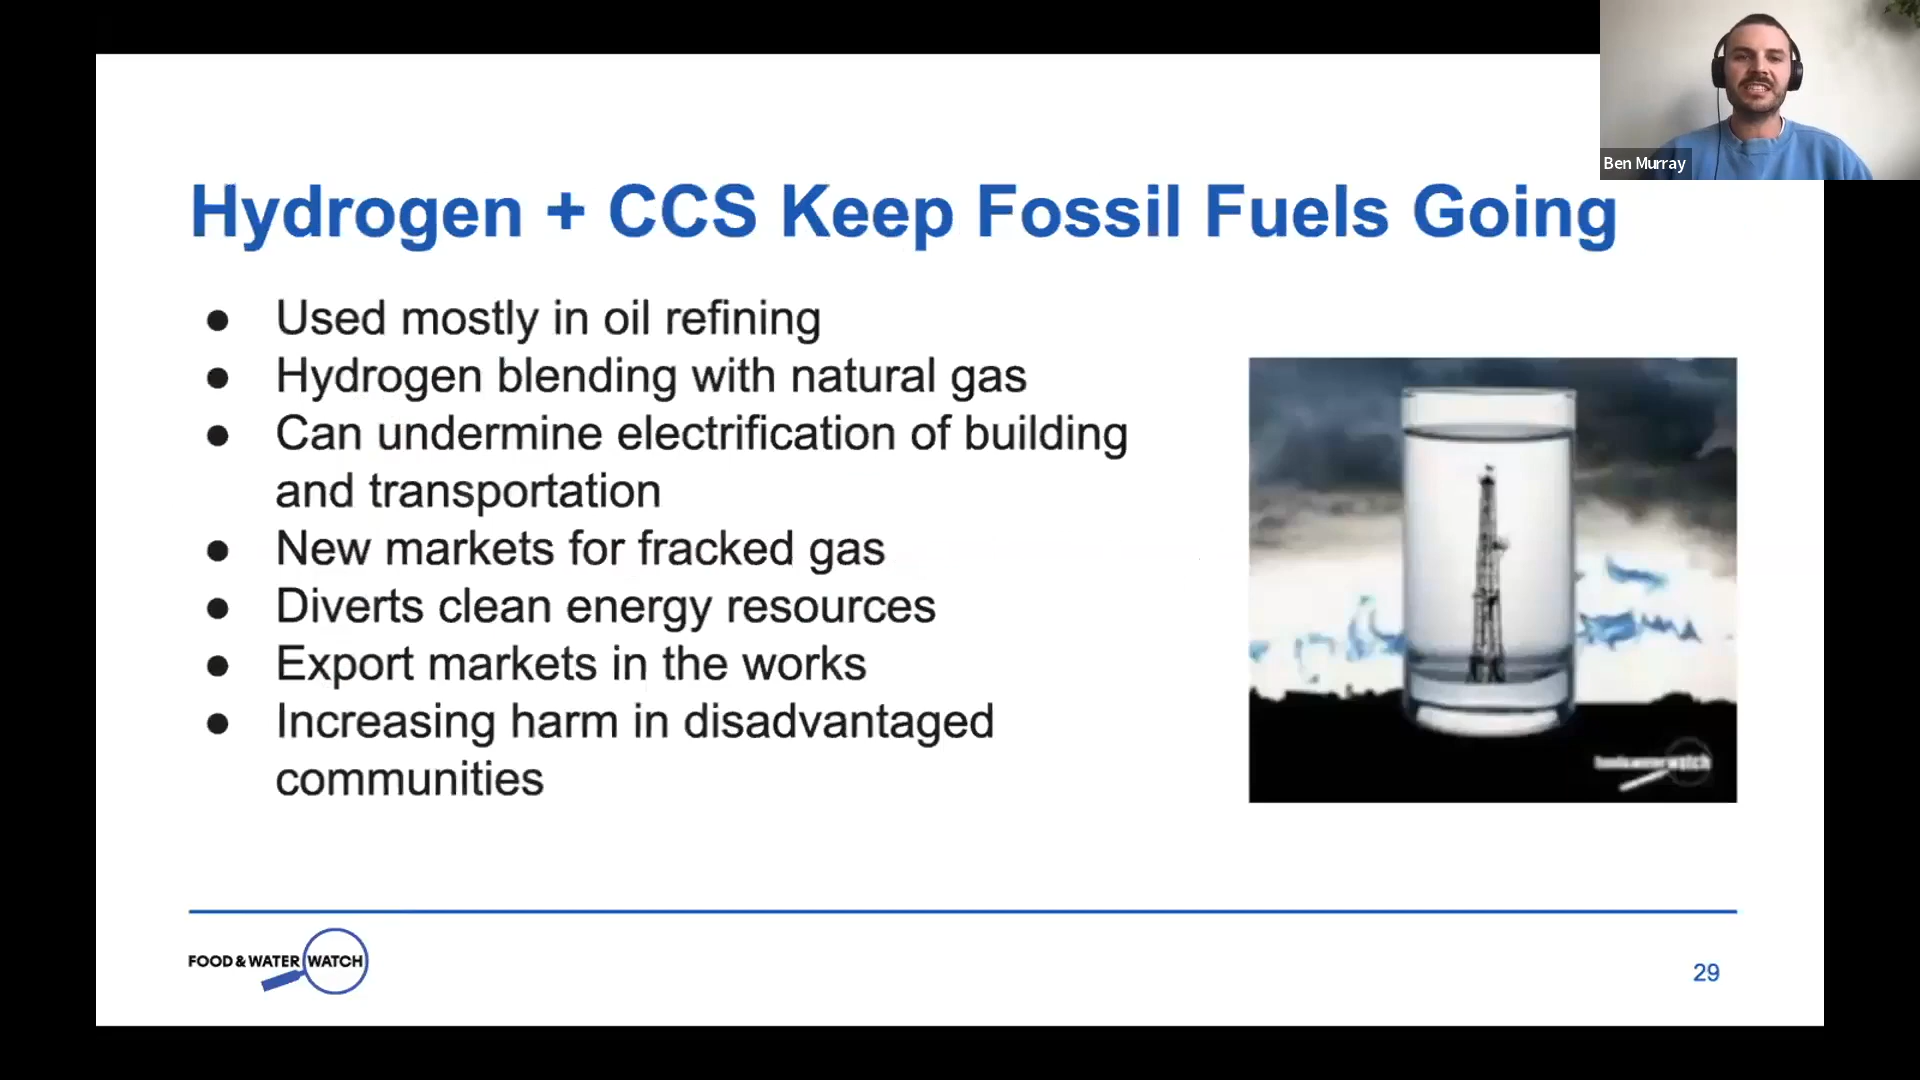 Ben Murray
Hydrogen + CCS Keep Fossil Fuels Going
● Used mostly in oil refining
● Hydrogen blending with natural gas
● Can undermine electrification of building
and transportation
● New markets for fracked gas
● Diverts clean energy resources
● Export markets in the works
● Increasing harm in disadvantaged
communities
food&waterwatch
FOOD & WATER WATCH
29